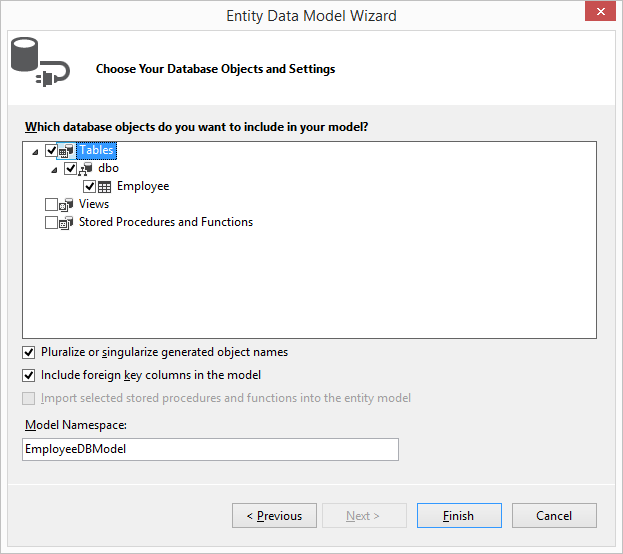 Entity Data Model Wizard
Choose Your Database Objects and Settings
Which database objects do you want to include in your model?
Tables
dbo
Employee
Views
Stored Procedures and Functions
Pluralize or singularize generated object names
Include foreign key columns in the model
Import selected stored procedures and functions into the entity model
Model Namespace:
EmployeeDBModel
< Previous
Next >
Finish
Cancel